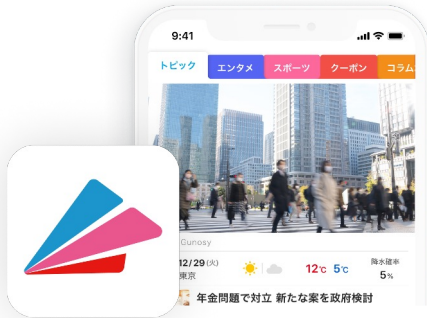 9:41
トピック エンタメ スポーツ クーポン コラム
Gunosy
12/29(火)
東京
12℃ 5℃
降水確率
5%
年金問題で対立 新たな案を政府検討